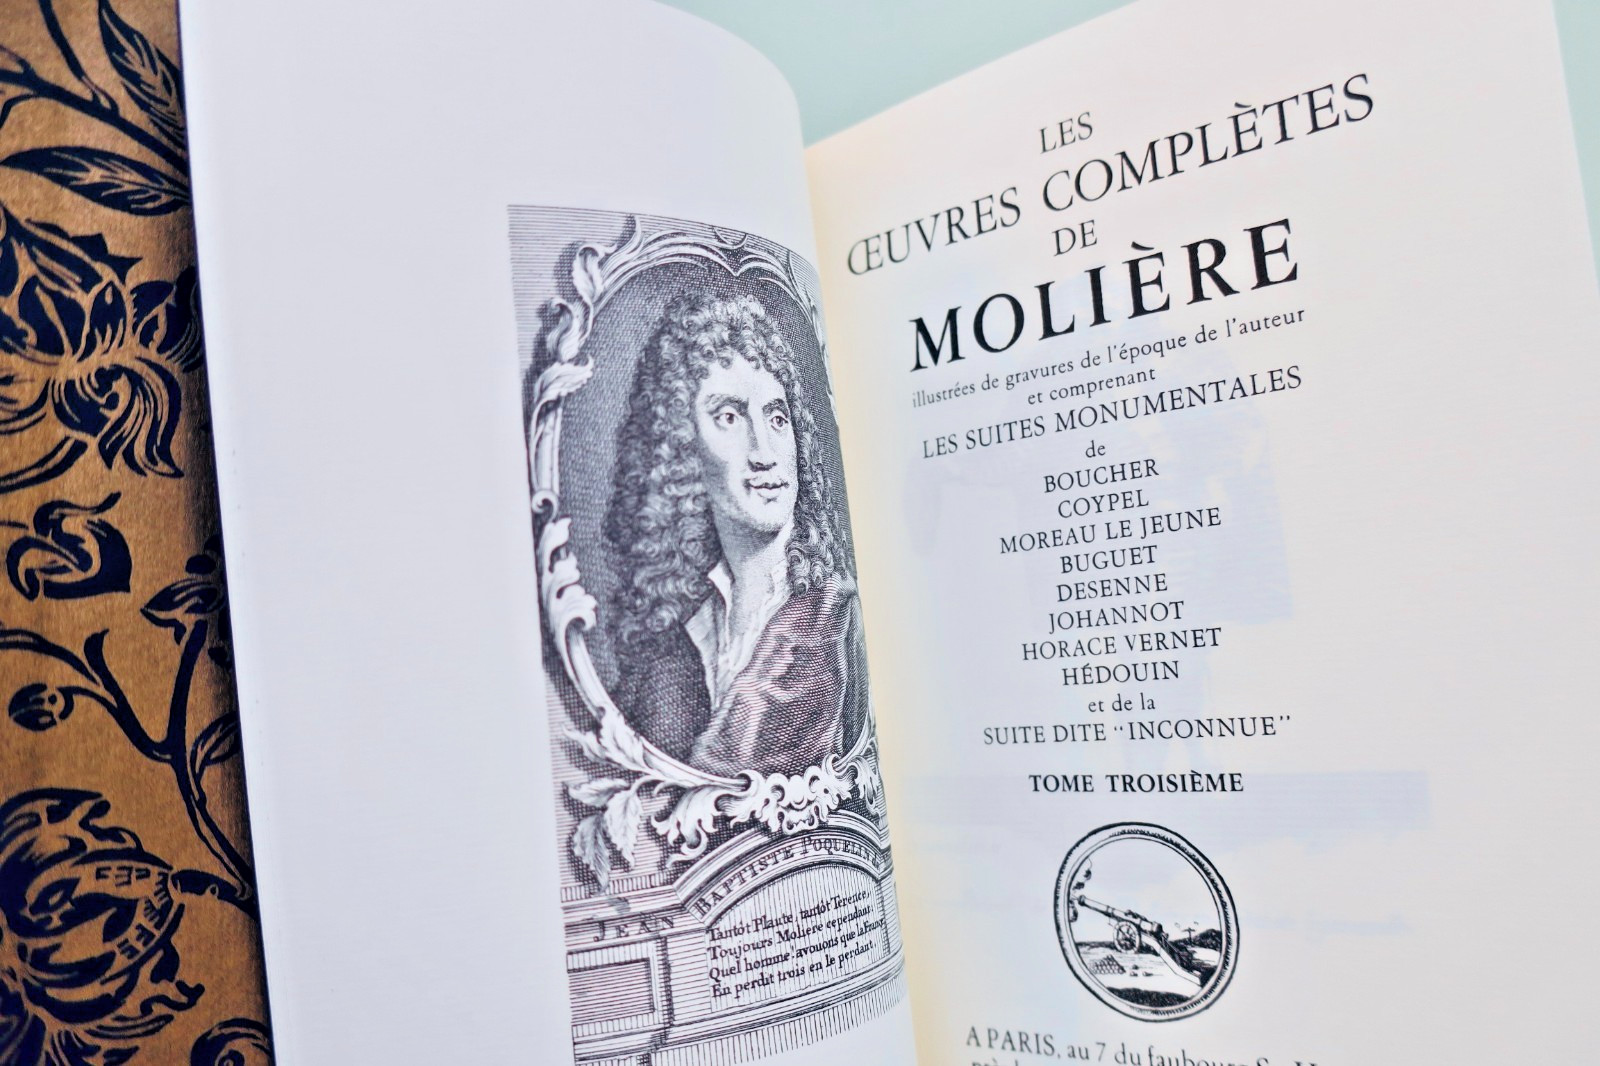 JEAN BAPTISTE POQUELIN
Tantôt Plaute, tantôt Terence,
Toujours Moliere cependant:
Quel homme: avouons que la France
En perdit trois en le perdant.
LES
ŒUVRES COMPLÈTES
DE
MOLIÈRE
illustrées de gravures de l'époque de l'auteur
et comprenant
LES SUITES MONUMENTALES
de
BOUCHER
COYPEL
MOREAU LE JEUNE
BUGUET
DESENNE
JOHANNOT
HORACE VERNET
HÉDOUIN
et de la
SUITE DITE “INCONNUE”
TOME TROISIÈME
A PARIS, au 7 du faubourg